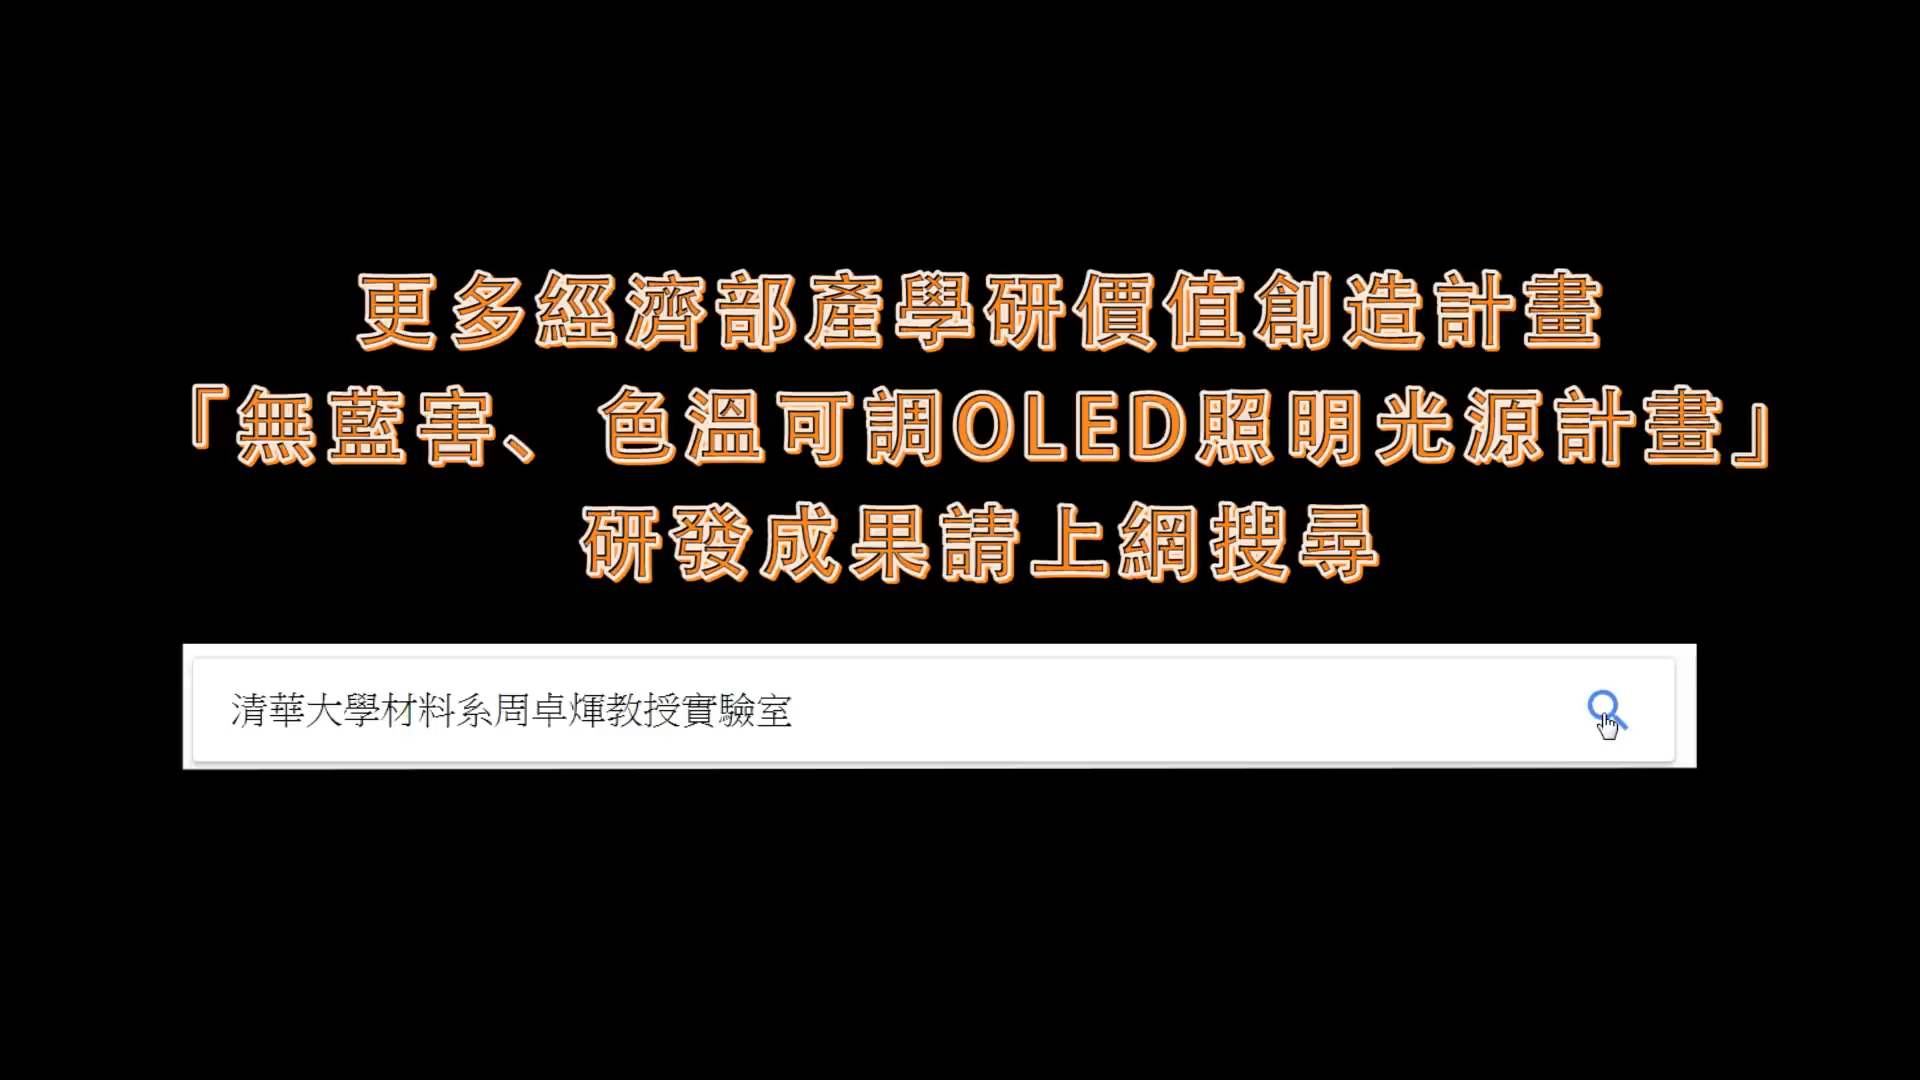 更多經濟部產學研價值創造計畫
「無藍害、色溫可調OLED照明光源計畫」
研發成果請上網搜尋
清華大學材料系周卓煇教授實驗室